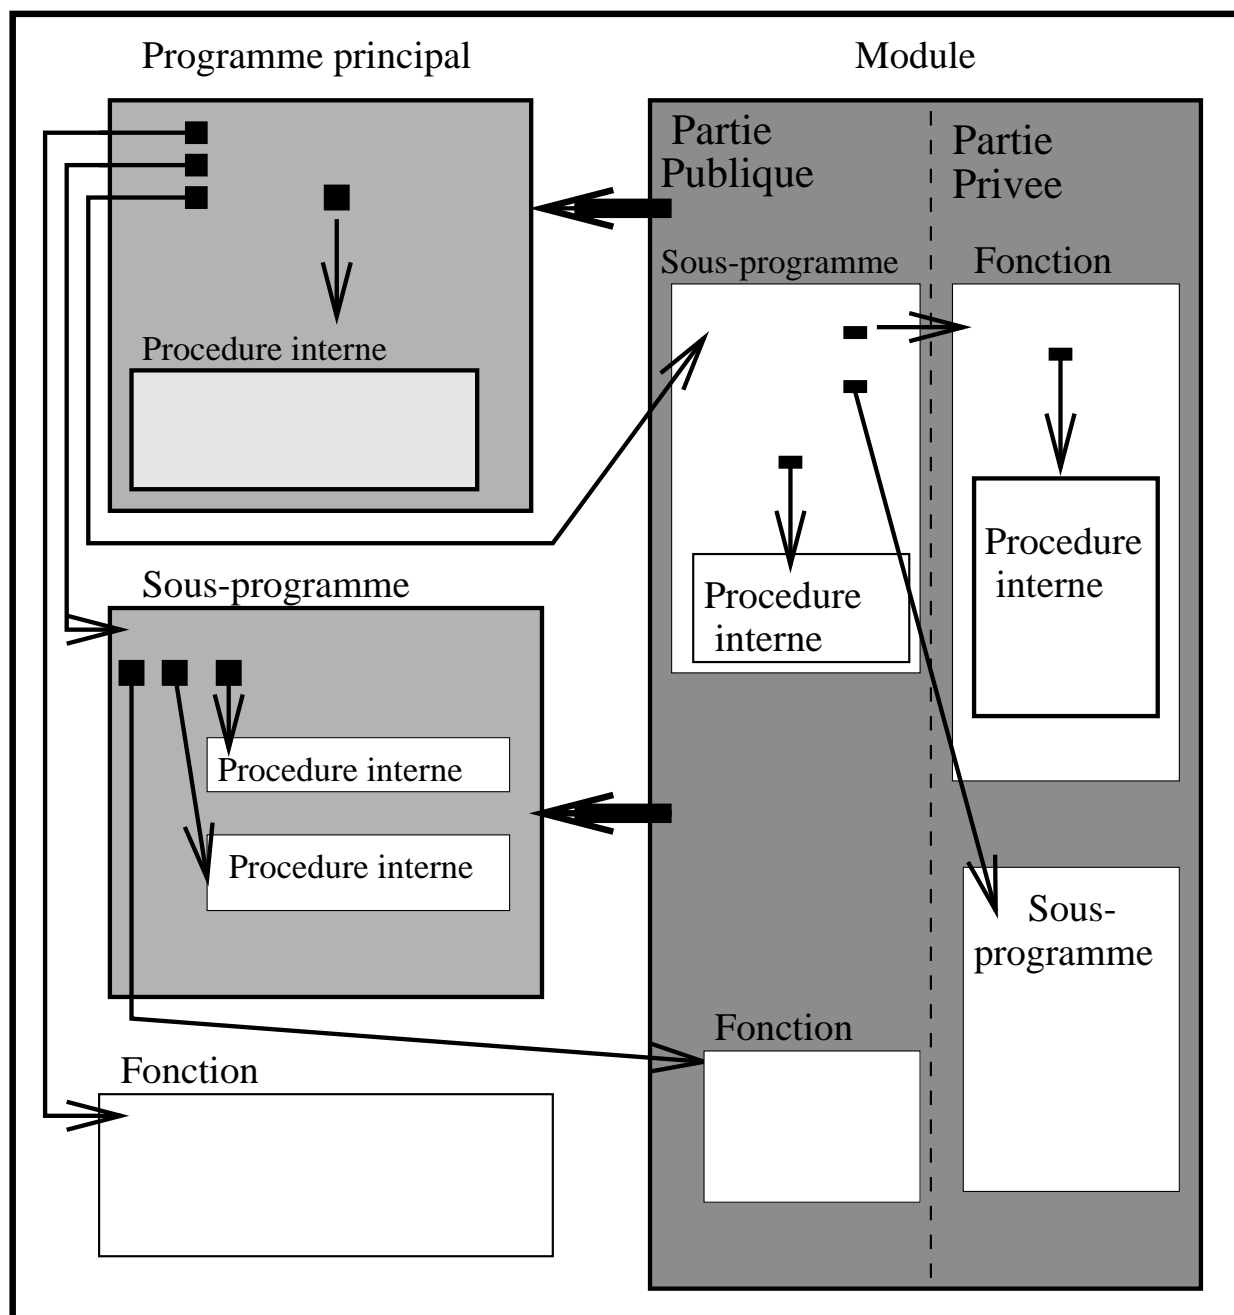 Programme principal
Module
Partie
Publique
Partie
Privee
Sous-programme
Fonction
Procedure interne
Procedure
interne
Procedure
interne
Sous-programme
Procedure interne
Procedure interne
Sous-
programme
Fonction
Fonction